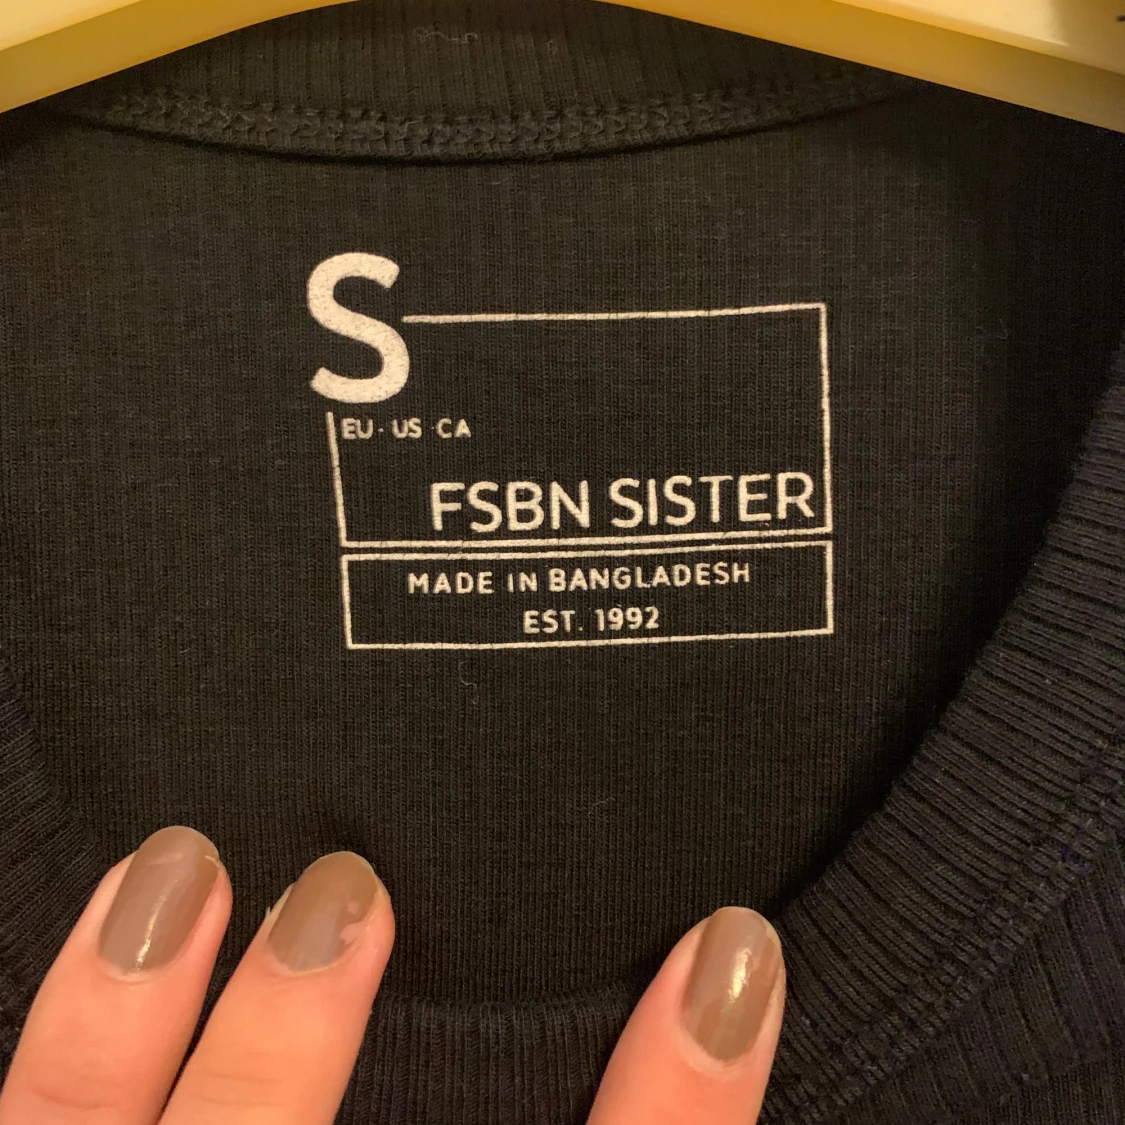 S
EU · US · CA
FSBN SISTER
MADE IN BANGLADESH
EST. 1992